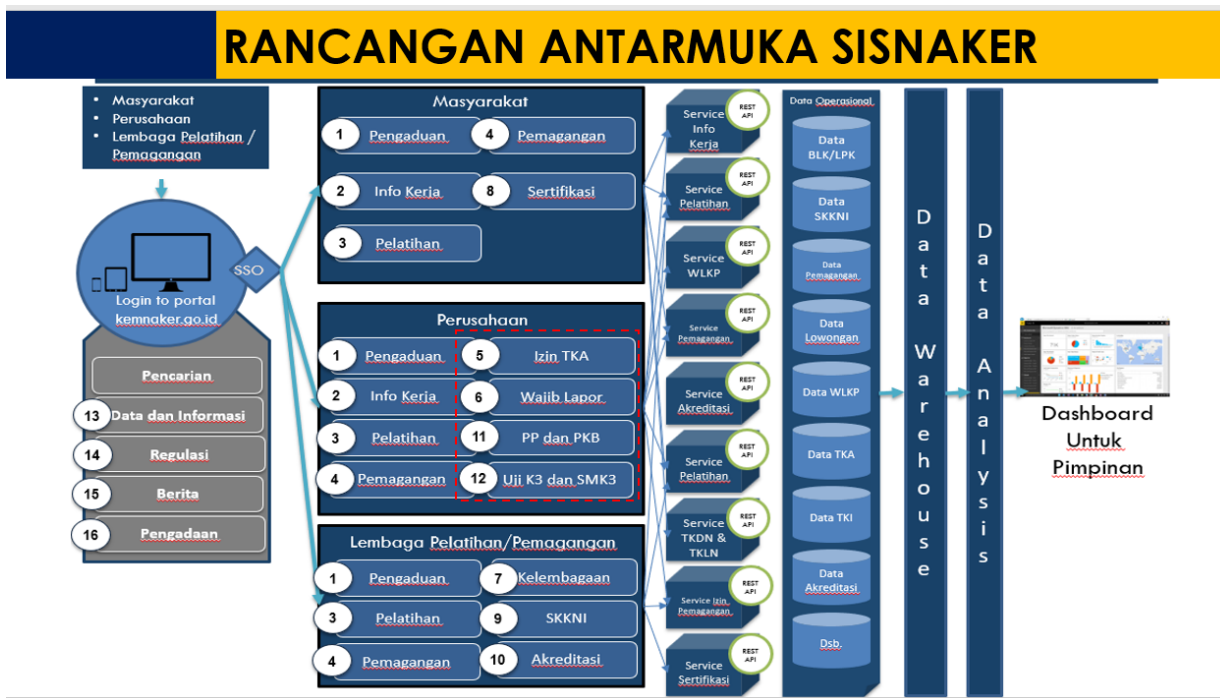 RANCANGAN ANTARMUKA SISNAKER
• Masyarakat
• Perusahaan
• Lembaga Pelatihan /
Pemagangan
SSO
Login to portal
kemnaker.go.id
Pencarian
13 Data dan Informasi
14 Regulasi
15 Berita
16 Pengadaan
Masyarakat
1 Pengaduan
4 Pemagangan
2 Info Kerja
8 Sertifikasi
3 Pelatihan
Perusahaan
1 Pengaduan
5 Izin TKA
2 Info Kerja
6 Wajib Lapor
3 Pelatihan
11 PP dan PKB
4 Pemagangan
12 Uji K3 dan SMK3
Lembaga Pelatihan/Pemagangan
1 Pengaduan
7 Kelembagaan
3 Pelatihan
9 SKKNI
4 Pemagangan
10 Akreditasi
Service
Info
Kerja
REST
API
Service
Pelatihan
REST
API
Service
WLKP
REST
API
Service
Pemagangan
REST
API
Service
Akreditasi
REST
API
Service
Pelatihan
REST
API
Service
TKDN &
TKLN
REST
API
Service Izin
Pemagangan
REST
API
Service
Sertifikasi
REST
API
Data Operasional
Data
BLK/LPK
Data
SKKNI
Data
Pemagangan
Data
Lowongan
Data WLKP
Data TKA
Data TKI
Data
Akreditasi
Dsb.
Data Warehouse
Data Analysis
Dashboard
Untuk
Pimpinan